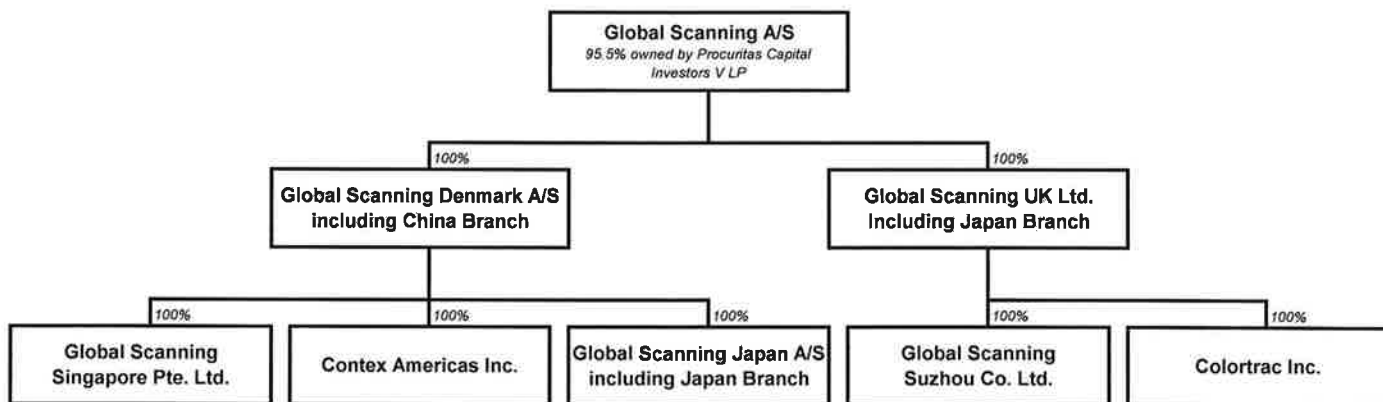 Global Scanning A/S
95.5% owned by Procuritas Capital
Investors V LP
100%
100%
Global Scanning Denmark A/S
including China Branch
Global Scanning UK Ltd.
Including Japan Branch
100%
100%
100%
100%
100%
Global Scanning
Singapore Pte. Ltd.
Contex Americas Inc.
Global Scanning Japan A/S
including Japan Branch
Global Scanning
Suzhou Co. Ltd.
Colortrac Inc.